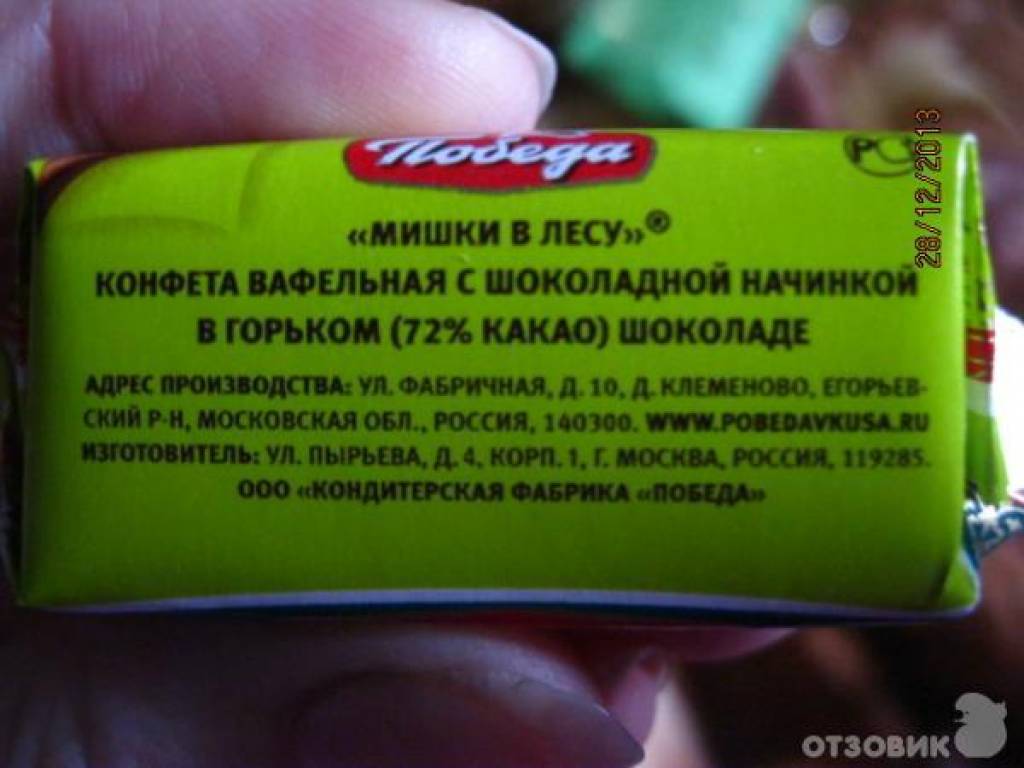 Победа
РС
28/12/2013
«МИШКИ В ЛЕСУ»®
КОНФЕТА ВАФЕЛЬНАЯ С ШОКОЛАДНОЙ НАЧИНКОЙ
В ГОРЬКОМ (72% КАКАО) ШОКОЛАДЕ
АДРЕС ПРОИЗВОДСТВА: УЛ. ФАБРИЧНАЯ, Д. 10, Д. КЛЕМЕНОВО, ЕГОРЬЕВ-
СКИЙ Р-Н, МОСКОВСКАЯ ОБЛ., РОССИЯ, 140300. WWW.POBEDAVKUSA.RU
ИЗГОТОВИТЕЛЬ: УЛ. ПЫРЬЕВА, Д. 4, КОРП. 1, Г. МОСКВА, РОССИЯ, 119285.
ООО «КОНДИТЕРСКАЯ ФАБРИКА «ПОБЕДА»
ОТЗОВИК